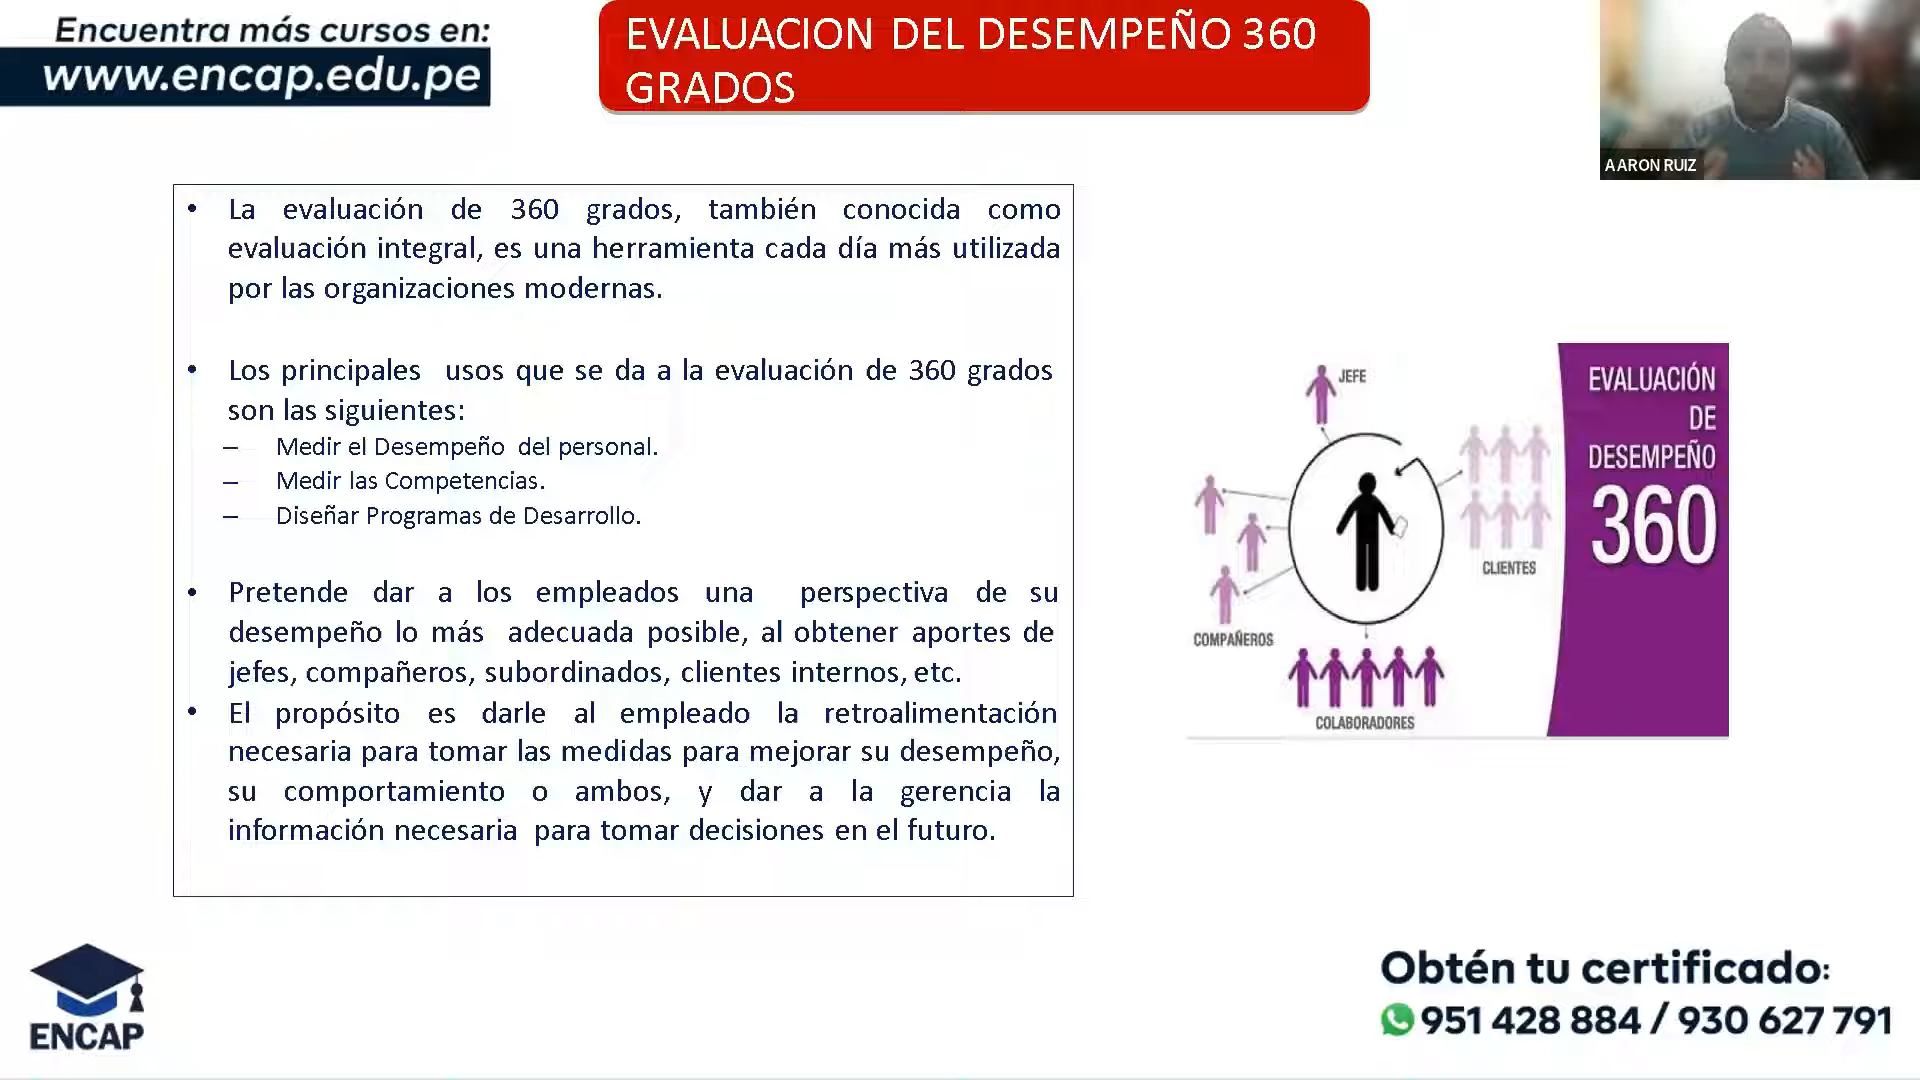 Encuentra más cursos en:
www.encap.edu.pe
EVALUACION DEL DESEMPEÑO 360
GRADOS
AARON RUIZ
• La evaluación de 360 grados, también conocida como
evaluación integral, es una herramienta cada día más utilizada
por las organizaciones modernas.
• Los principales usos que se da a la evaluación de 360 grados
son las siguientes:
– Medir el Desempeño del personal.
– Medir las Competencias.
– Diseñar Programas de Desarrollo.
• Pretende dar a los empleados una perspectiva de su
desempeño lo más adecuada posible, al obtener aportes de
jefes, compañeros, subordinados, clientes internos, etc.
• El propósito es darle al empleado la retroalimentación
necesaria para tomar las medidas para mejorar su desempeño,
su comportamiento o ambos, y dar a la gerencia la
información necesaria para tomar decisiones en el futuro.
JEFE
CLIENTES
COMPAÑEROS
COLABORADORES
EVALUACIÓN
DE
DESEMPEÑO
360
ENCAP
Obtén tu certificado:
951 428 884 / 930 627 791